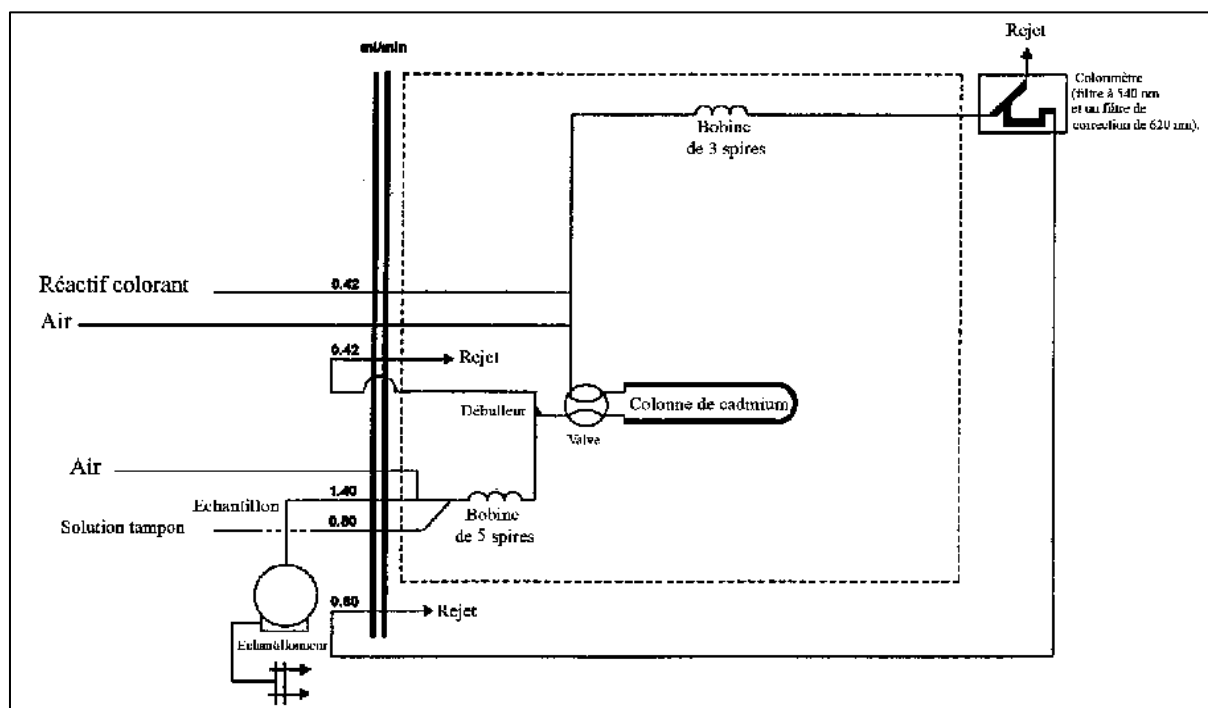 ml/min
Rejet
Colorimètre
(filtre à 540 nm
et un filtre de
correction de 620 nm).
Bobine
de 3 spires
Réactif colorant
0.42
Air
0.42
Rejet
Débulleur
Colonne de cadmium
Valve
Air
Echantillon
1.40
Solution tampon
0.80
Bobine
de 5 spires
0.60
Rejet
Echantillonneur